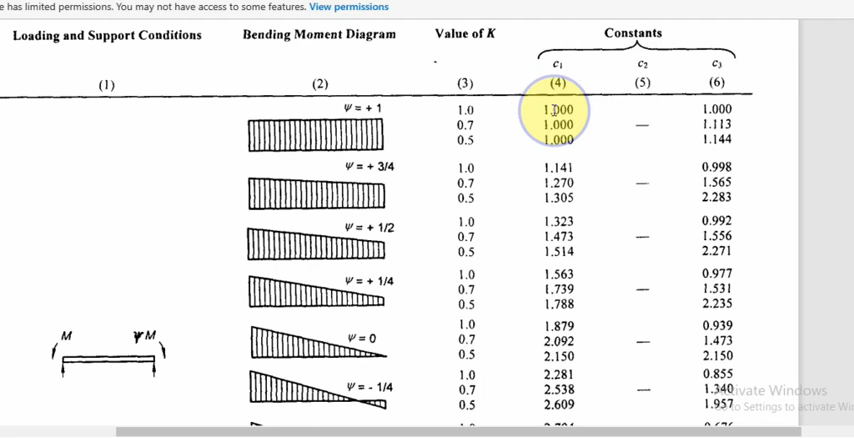 e has limited permissions. You may not have access to some features. View permissions
Loading and Support Conditions Bending Moment Diagram Value of K Constants
c₁ c₂ c₃
(1) (2) (3) (4) (5) (6)
ψ = + 1 1.0 1.000 1.000
0.7 1.000 — 1.113
0.5 1.000 1.144
ψ = + 3/4 1.0 1.141 0.998
0.7 1.270 — 1.565
0.5 1.305 2.283
ψ = + 1/2 1.0 1.323 0.992
0.7 1.473 — 1.556
0.5 1.514 2.271
ψ = + 1/4 1.0 1.563 0.977
0.7 1.739 — 1.531
0.5 1.788 2.235
M ψM ψ = 0 1.0 1.879 0.939
0.7 2.092 — 1.473
0.5 2.150 2.150
ψ = - 1/4 1.0 2.281 0.855
0.7 2.538 — 1.340
0.5 2.609 1.957
Activate Windows
Go to Settings to activate Wi